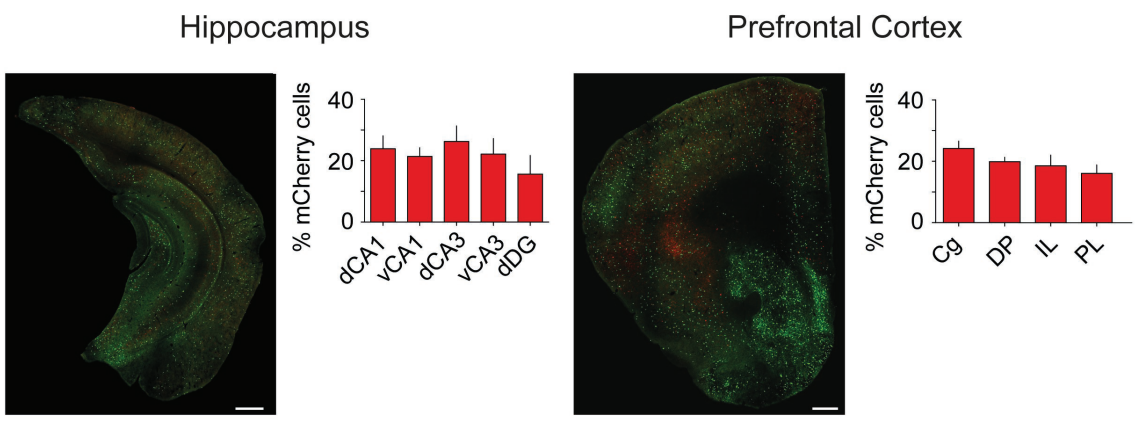 Hippocampus
Prefrontal Cortex
% mCherry cells
40
20
0
dCA1
vCA1
dCA3
vCA3
dDG
% mCherry cells
40
20
0
Cg
DP
IL
PL